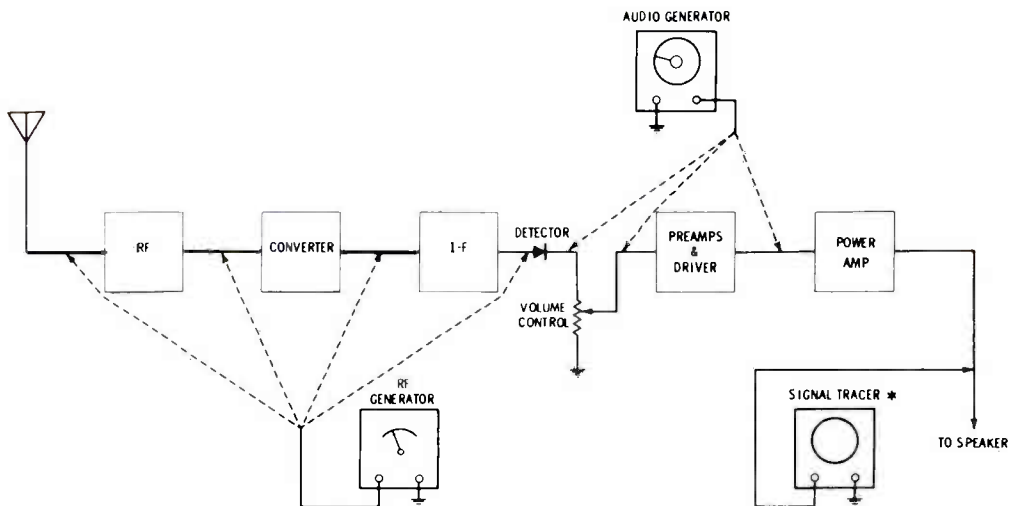 AUDIO GENERATOR
RF
CONVERTER
I-F
DETECTOR
PREAMPS
&
DRIVER
POWER
AMP
VOLUME
CONTROL
RF
GENERATOR
SIGNAL TRACER *
TO SPEAKER